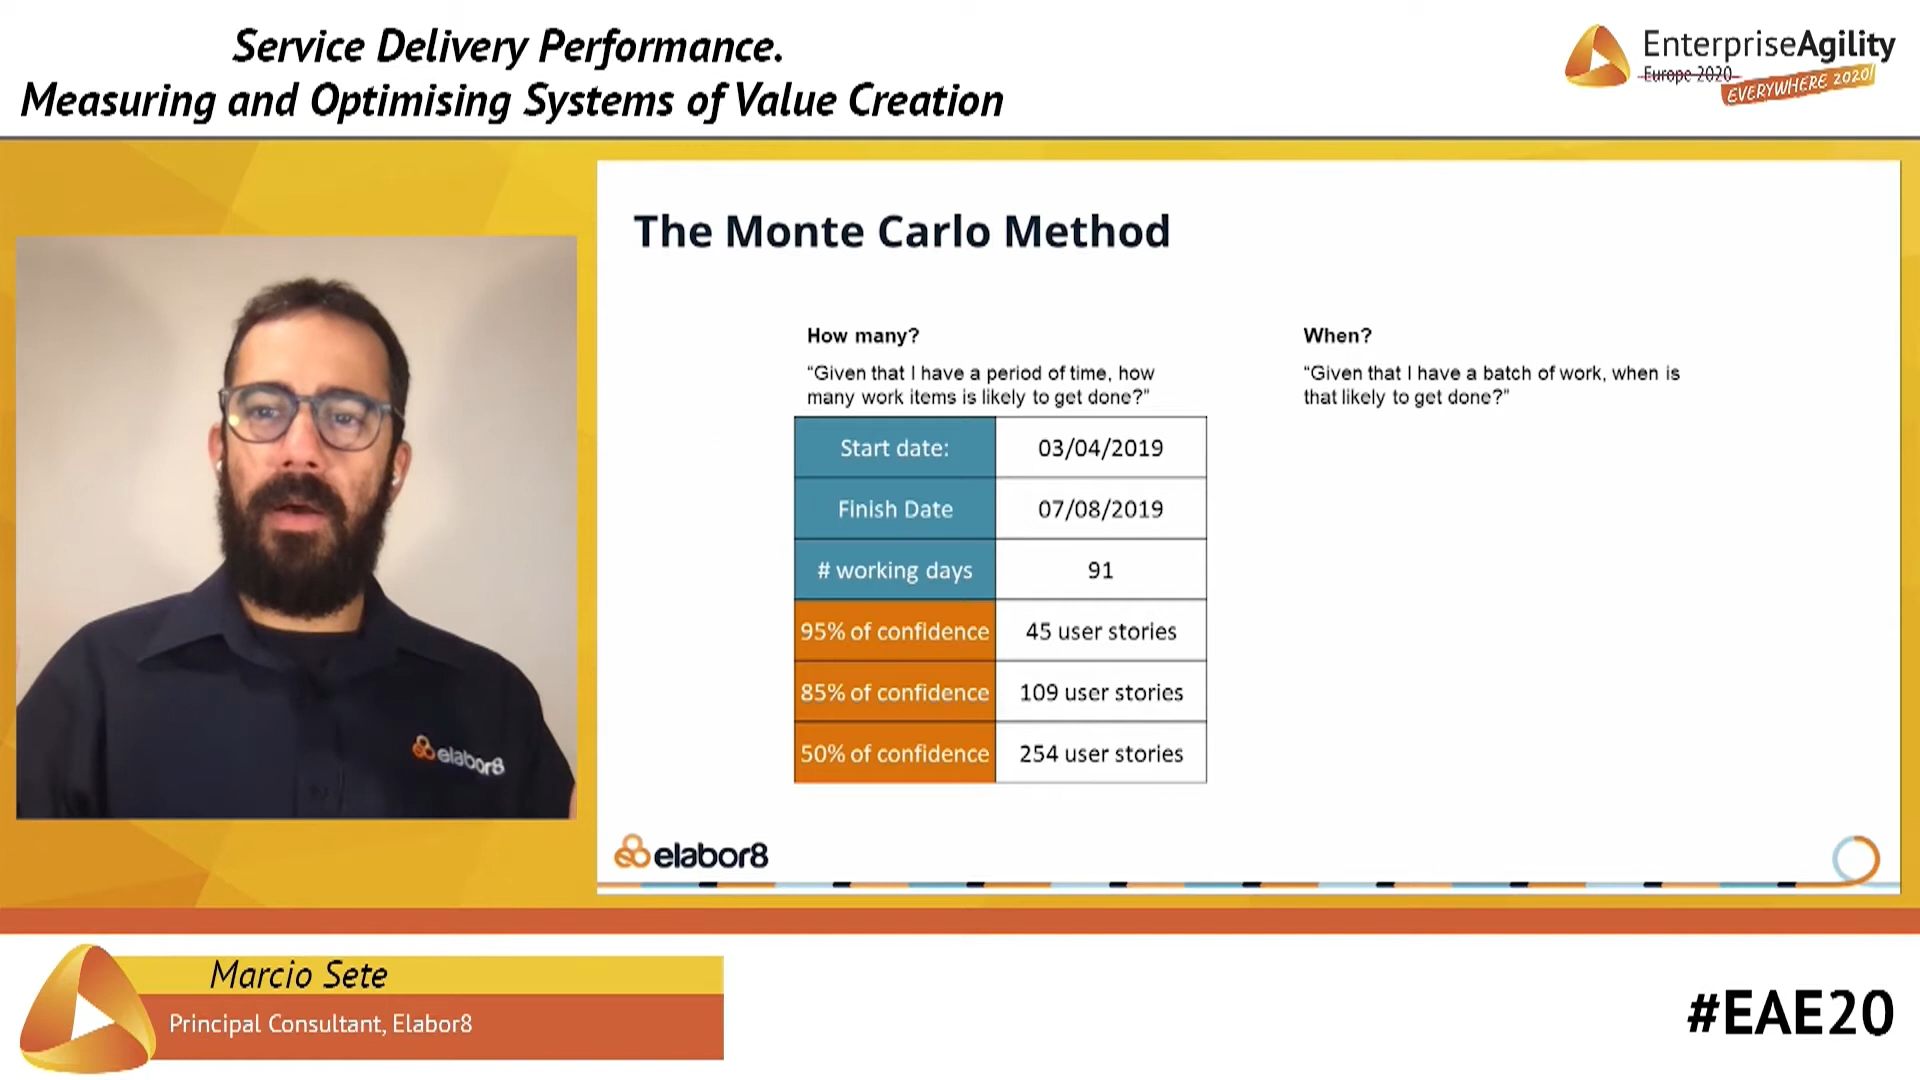 Service Delivery Performance.
Measuring and Optimising Systems of Value Creation
EnterpriseAgility
Europe 2020
EVERYWHERE 2020!
The Monte Carlo Method
How many?
“Given that I have a period of time, how
many work items is likely to get done?”
Start date: 03/04/2019
Finish Date 07/08/2019
# working days 91
95% of confidence 45 user stories
85% of confidence 109 user stories
50% of confidence 254 user stories
When?
“Given that I have a batch of work, when is
that likely to get done?”
elabor8
elabor8
Marcio Sete
Principal Consultant, Elabor8
#EAE20